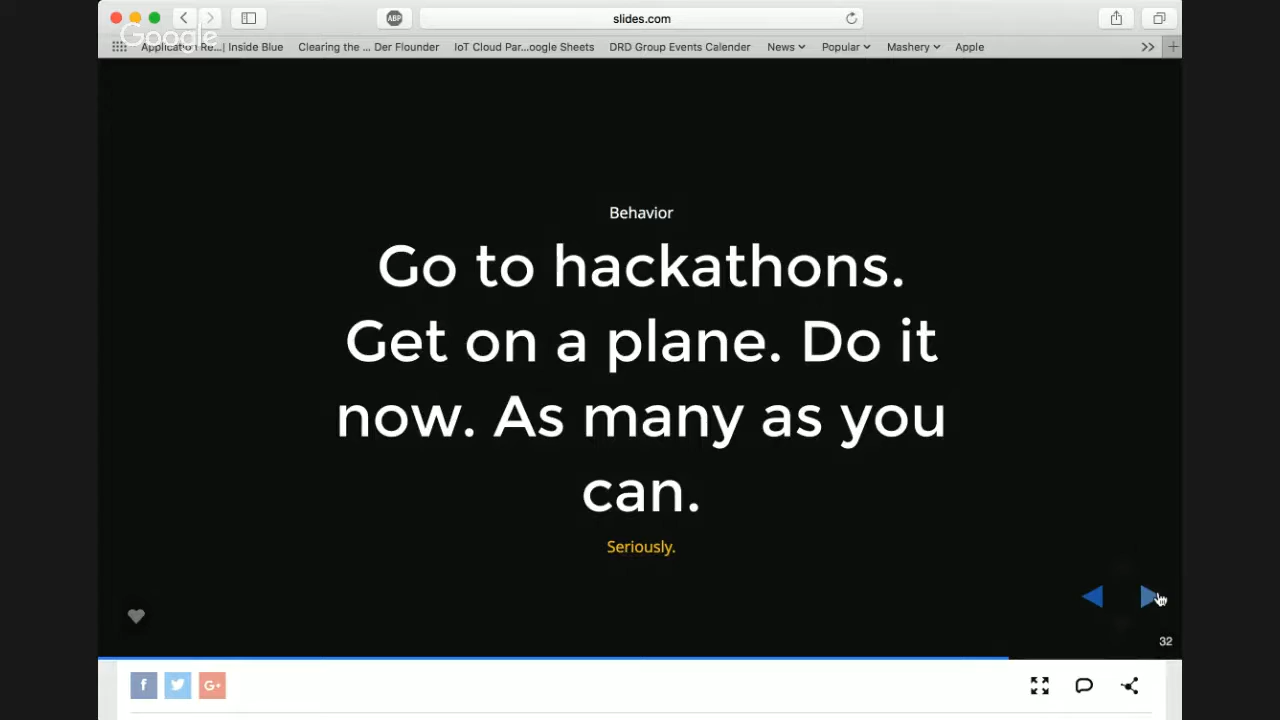 slides.com
Google
ABP
Inside Blue
Clearing the ... Der Flounder
IoT Cloud Par...oogle Sheets
DRD Group Events Calender
News
Popular
Mashery
Apple
Behavior
Go to hackathons.
Get on a plane. Do it
now. As many as you
can.
Seriously.
32
f
G+